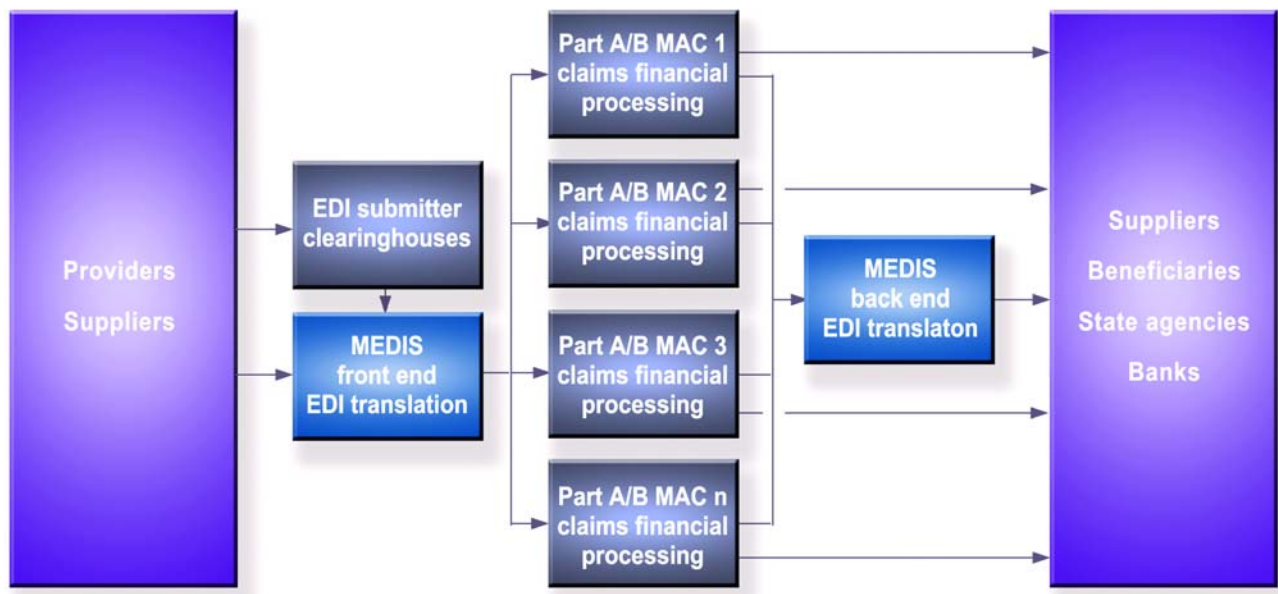 Providers
Suppliers
EDI submitter
clearinghouses
MEDIS
front end
EDI translation
Part A/B MAC 1
claims financial
processing
Part A/B MAC 2
claims financial
processing
Part A/B MAC 3
claims financial
processing
Part A/B MAC n
claims financial
processing
MEDIS
back end
EDI translaton
Suppliers
Beneficiaries
State agencies
Banks